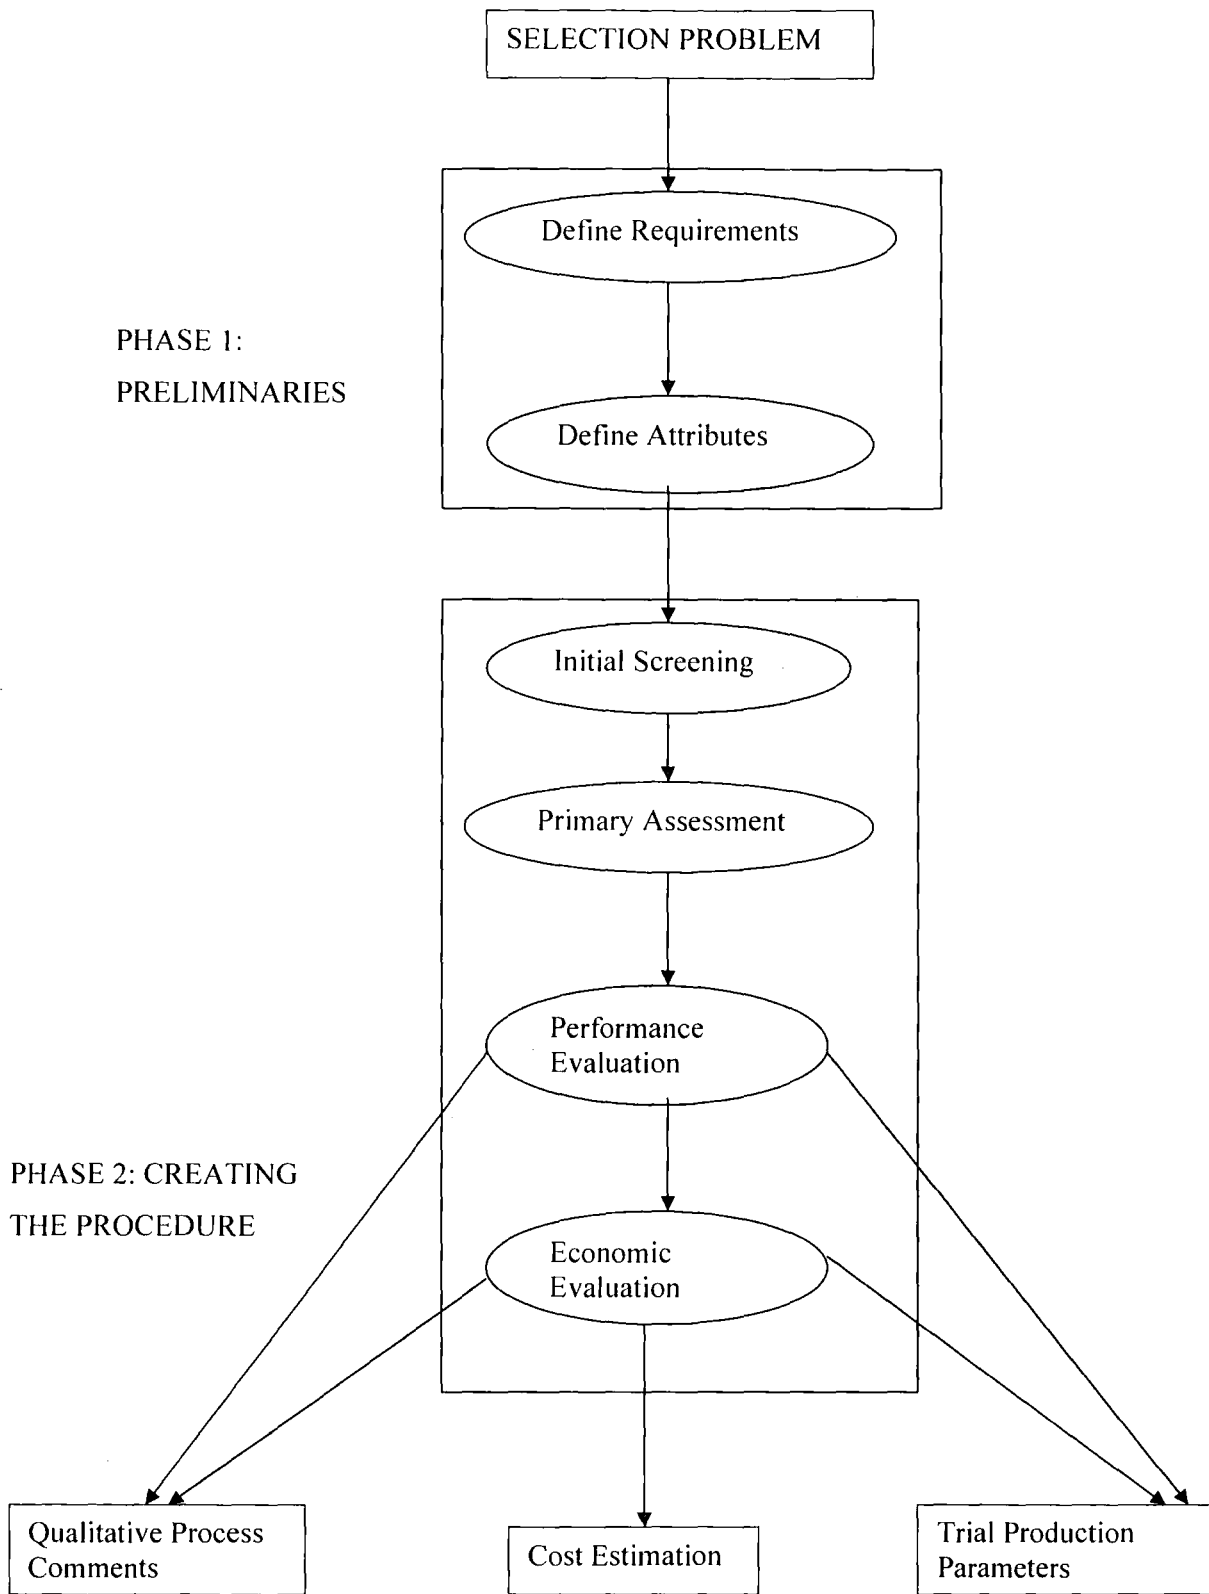 SELECTION PROBLEM
Define Requirements
PHASE 1:
PRELIMINARIES
Define Attributes
Initial Screening
Primary Assessment
Performance
Evaluation
PHASE 2: CREATING
THE PROCEDURE
Economic
Evaluation
Qualitative Process
Comments
Cost Estimation
Trial Production
Parameters